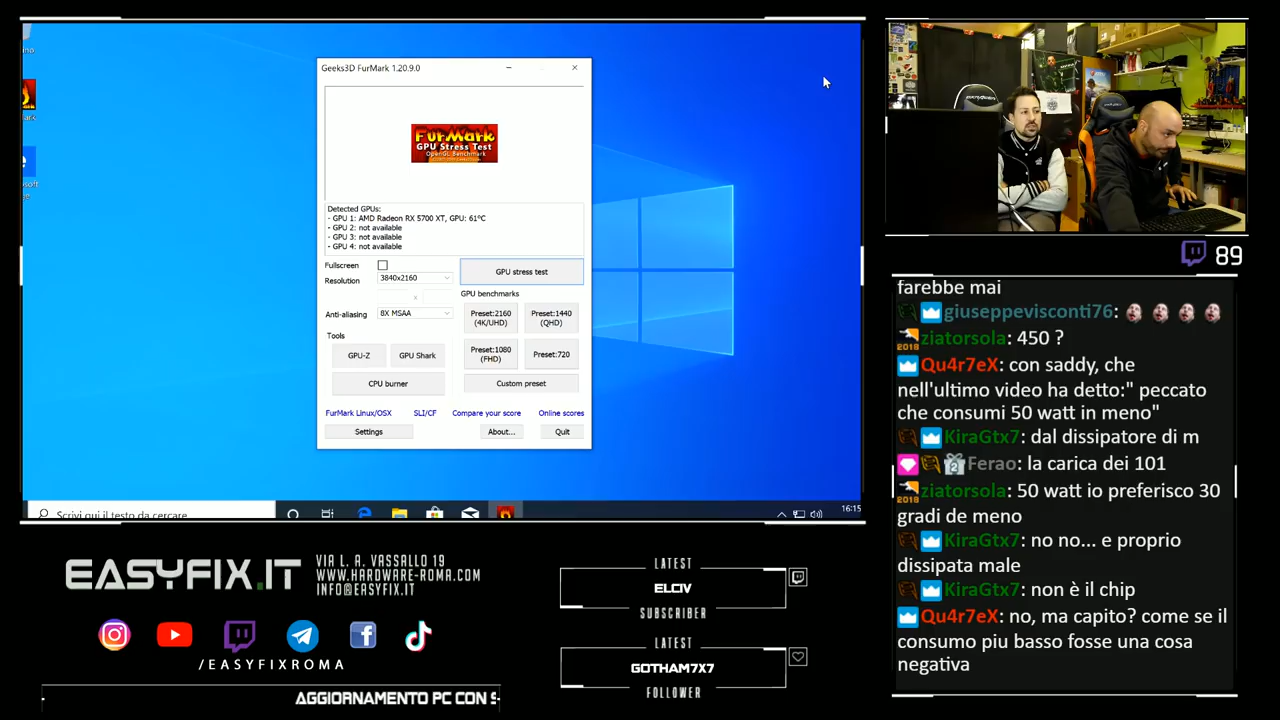 Geeks3D FurMark 1.20.9.0
FurMark
GPU Stress Test
OpenGL Benchmark
Detected GPUs:
- GPU 1: AMD Radeon RX 5700 XT, GPU: 61°C
- GPU 2: not available
- GPU 3: not available
- GPU 4: not available
Fullscreen
Resolution
3840x2160
x
Anti-aliasing
8X MSAA
GPU stress test
GPU benchmarks
Preset:2160
(4K/UHD)
Preset:1440
(QHD)
Preset:1080
(FHD)
Preset:720
Custom preset
Tools
GPU-Z
GPU Shark
CPU burner
FurMark Linux/OSX
SLI/CF
Compare your score
Online scores
Settings
About...
Quit
Scrivi qui il testo da cercare
16:15
89
farebbe mai
giuseppevisconti76:
ziatorsola: 450 ?
Qu4r7eX: con saddy, che
nell'ultimo video ha detto:" peccato
che consumi 50 watt in meno"
KiraGtx7: dal dissipatore di m
Ferao: la carica dei 101
ziatorsola: 50 watt io preferisco 30
gradi de meno
KiraGtx7: no no... e proprio
dissipata male
KiraGtx7: non è il chip
Qu4r7eX: no, ma capito? come se il
consumo piu basso fosse una cosa
negativa
EASYFIX.IT
VIA L. A. VASSALLO 19
WWW.HARDWARE-ROMA.COM
INFO@EASYFIX.IT
/EASYFIXROMA
AGGIORNAMENTO PC CON
LATEST
ELCIV
SUBSCRIBER
LATEST
GOTHAM7X7
FOLLOWER